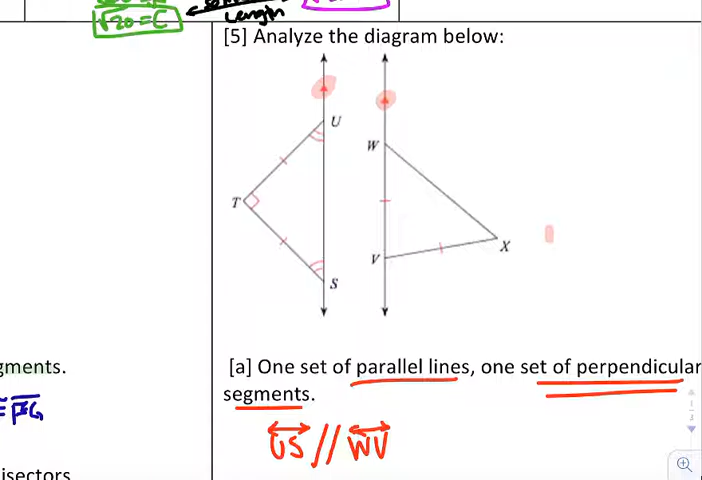 √20 = C
Length
[5] Analyze the diagram below:
U
W
T
V
X
S
gments.
[a] One set of parallel lines, one set of perpendicular
segments.
≅ FG
US // WV
isectors